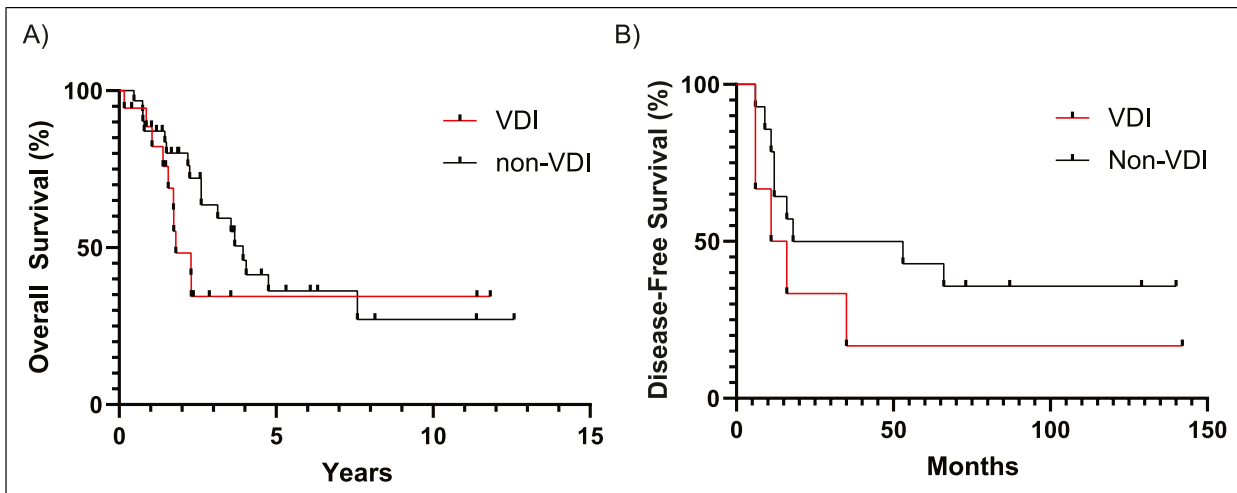 A)
Overall Survival (%)
100
50
0
0 5 10 15
Years
VDI
non-VDI
B)
Disease-Free Survival (%)
100
50
0
0 50 100 150
Months
VDI
Non-VDI